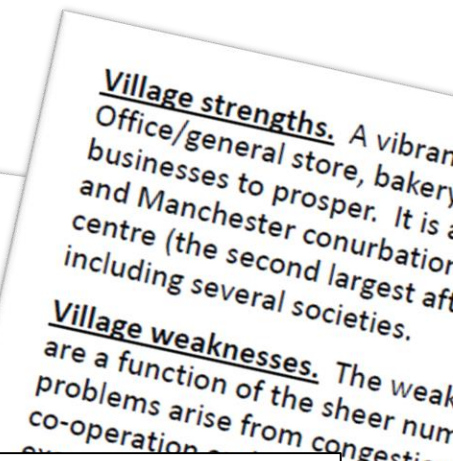 Village strengths. A vibran
Office/general store, bakery
businesses to prosper. It is a
and Manchester conurbation
centre (the second largest aft
including several societies.
Village weaknesses. The weak
are a function of the sheer num
problems arise from congesti
co-operation